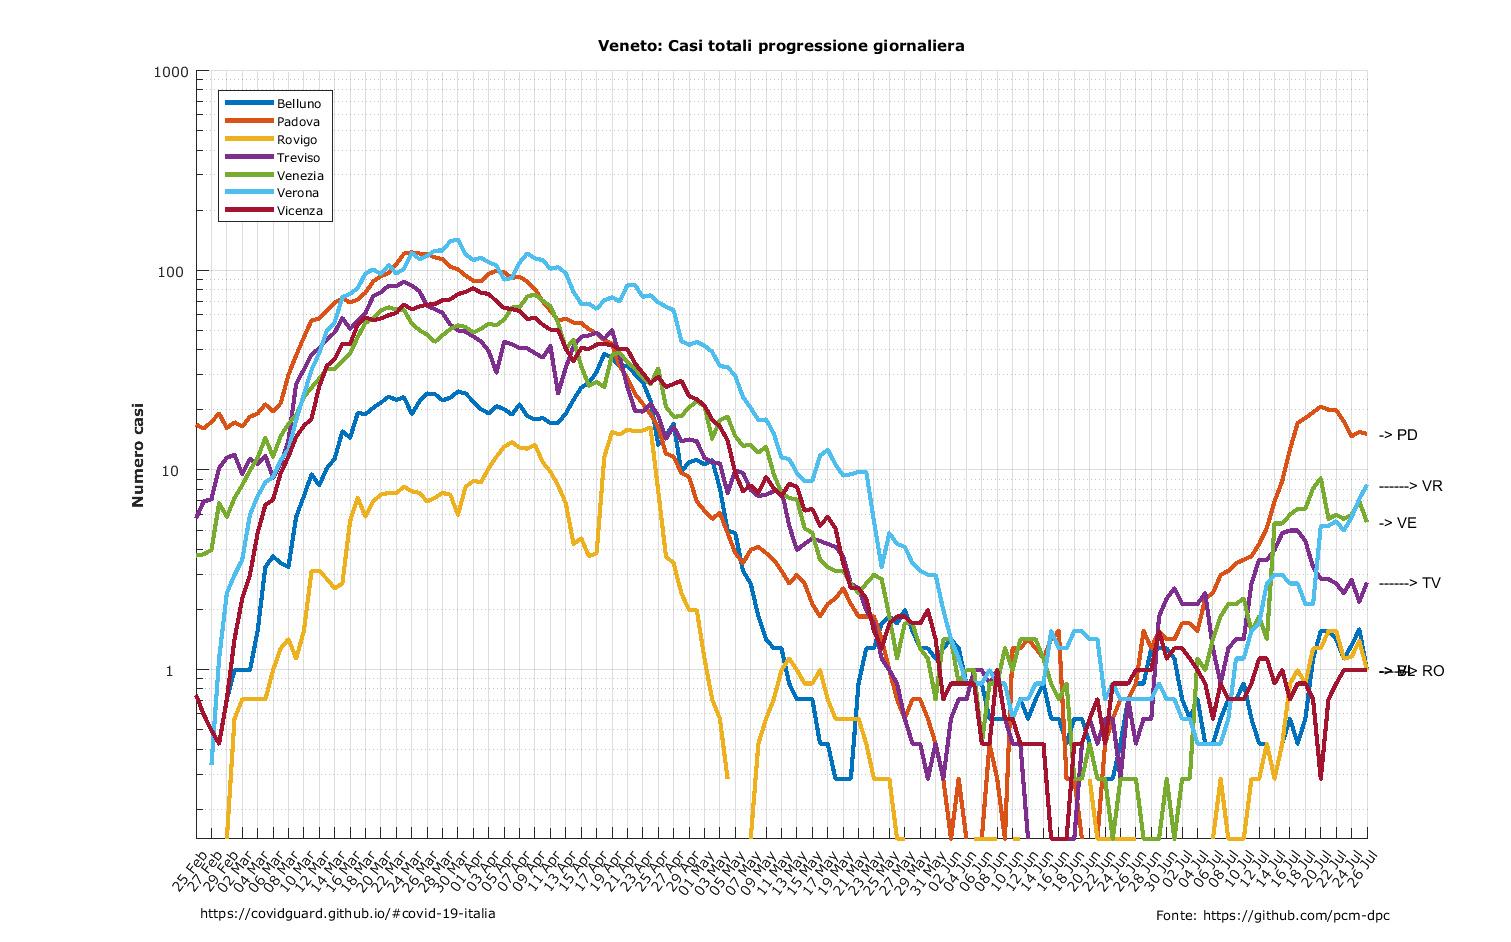 Veneto: Casi totali progressione giornaliera
1000
100
10
1
Numero casi
Belluno
Padova
Rovigo
Treviso
Venezia
Verona
Vicenza
-> PD
------> VR
-> VE
------> TV
> RO
25 Feb
27 Feb
29 Feb
02 Mar
04 Mar
06 Mar
08 Mar
10 Mar
12 Mar
14 Mar
16 Mar
18 Mar
20 Mar
22 Mar
24 Mar
26 Mar
28 Mar
30 Mar
01 Apr
03 Apr
05 Apr
07 Apr
09 Apr
11 Apr
13 Apr
15 Apr
17 Apr
19 Apr
21 Apr
23 Apr
25 Apr
27 Apr
29 Apr
01 May
03 May
05 May
07 May
09 May
11 May
13 May
15 May
17 May
19 May
21 May
23 May
25 May
27 May
29 May
31 May
02 Jun
04 Jun
06 Jun
08 Jun
10 Jun
12 Jun
14 Jun
16 Jun
18 Jun
20 Jun
22 Jun
24 Jun
26 Jun
28 Jun
30 Jun
02 Jul
04 Jul
06 Jul
08 Jul
10 Jul
12 Jul
14 Jul
16 Jul
18 Jul
20 Jul
22 Jul
24 Jul
26 Jul
https://covidguard.github.io/#covid-19-italia
Fonte: https://github.com/pcm-dpc